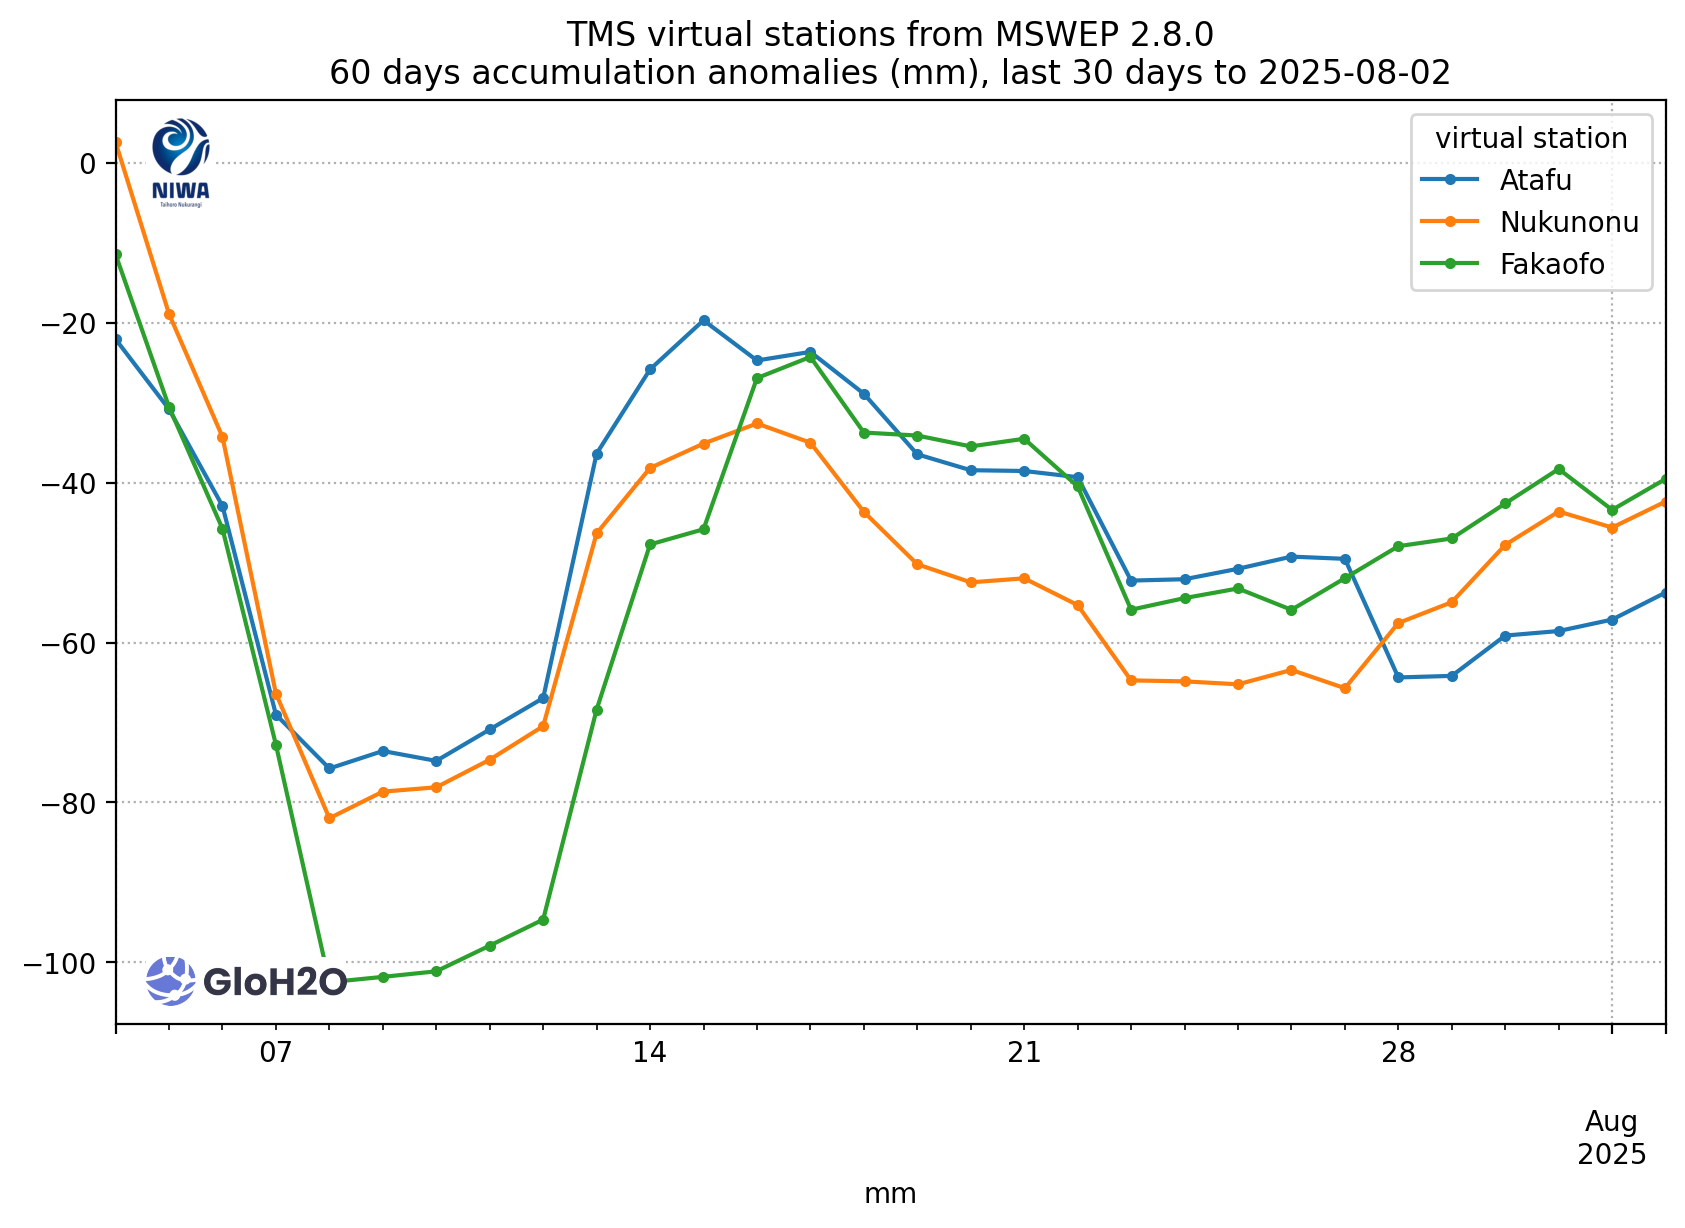 TMS virtual stations from MSWEP 2.8.0
60 days accumulation anomalies (mm), last 30 days to 2025-08-02
NIWA
Taihoro Nukurangi
virtual station
Atafu
Nukunonu
Fakaofo
0
−20
−40
−60
−80
−100
GloH2O
07
14
21
28
Aug
2025
mm